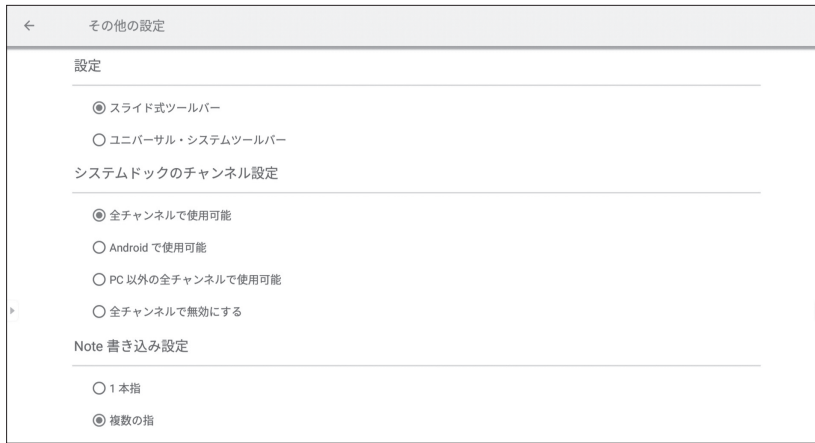 その他の設定
設定
スライド式ツールバー
ユニバーサル・システムツールバー
システムドックのチャンネル設定
全チャンネルで使用可能
Android で使用可能
PC 以外の全チャンネルで使用可能
全チャンネルで無効にする
Note 書き込み設定
1 本指
複数の指